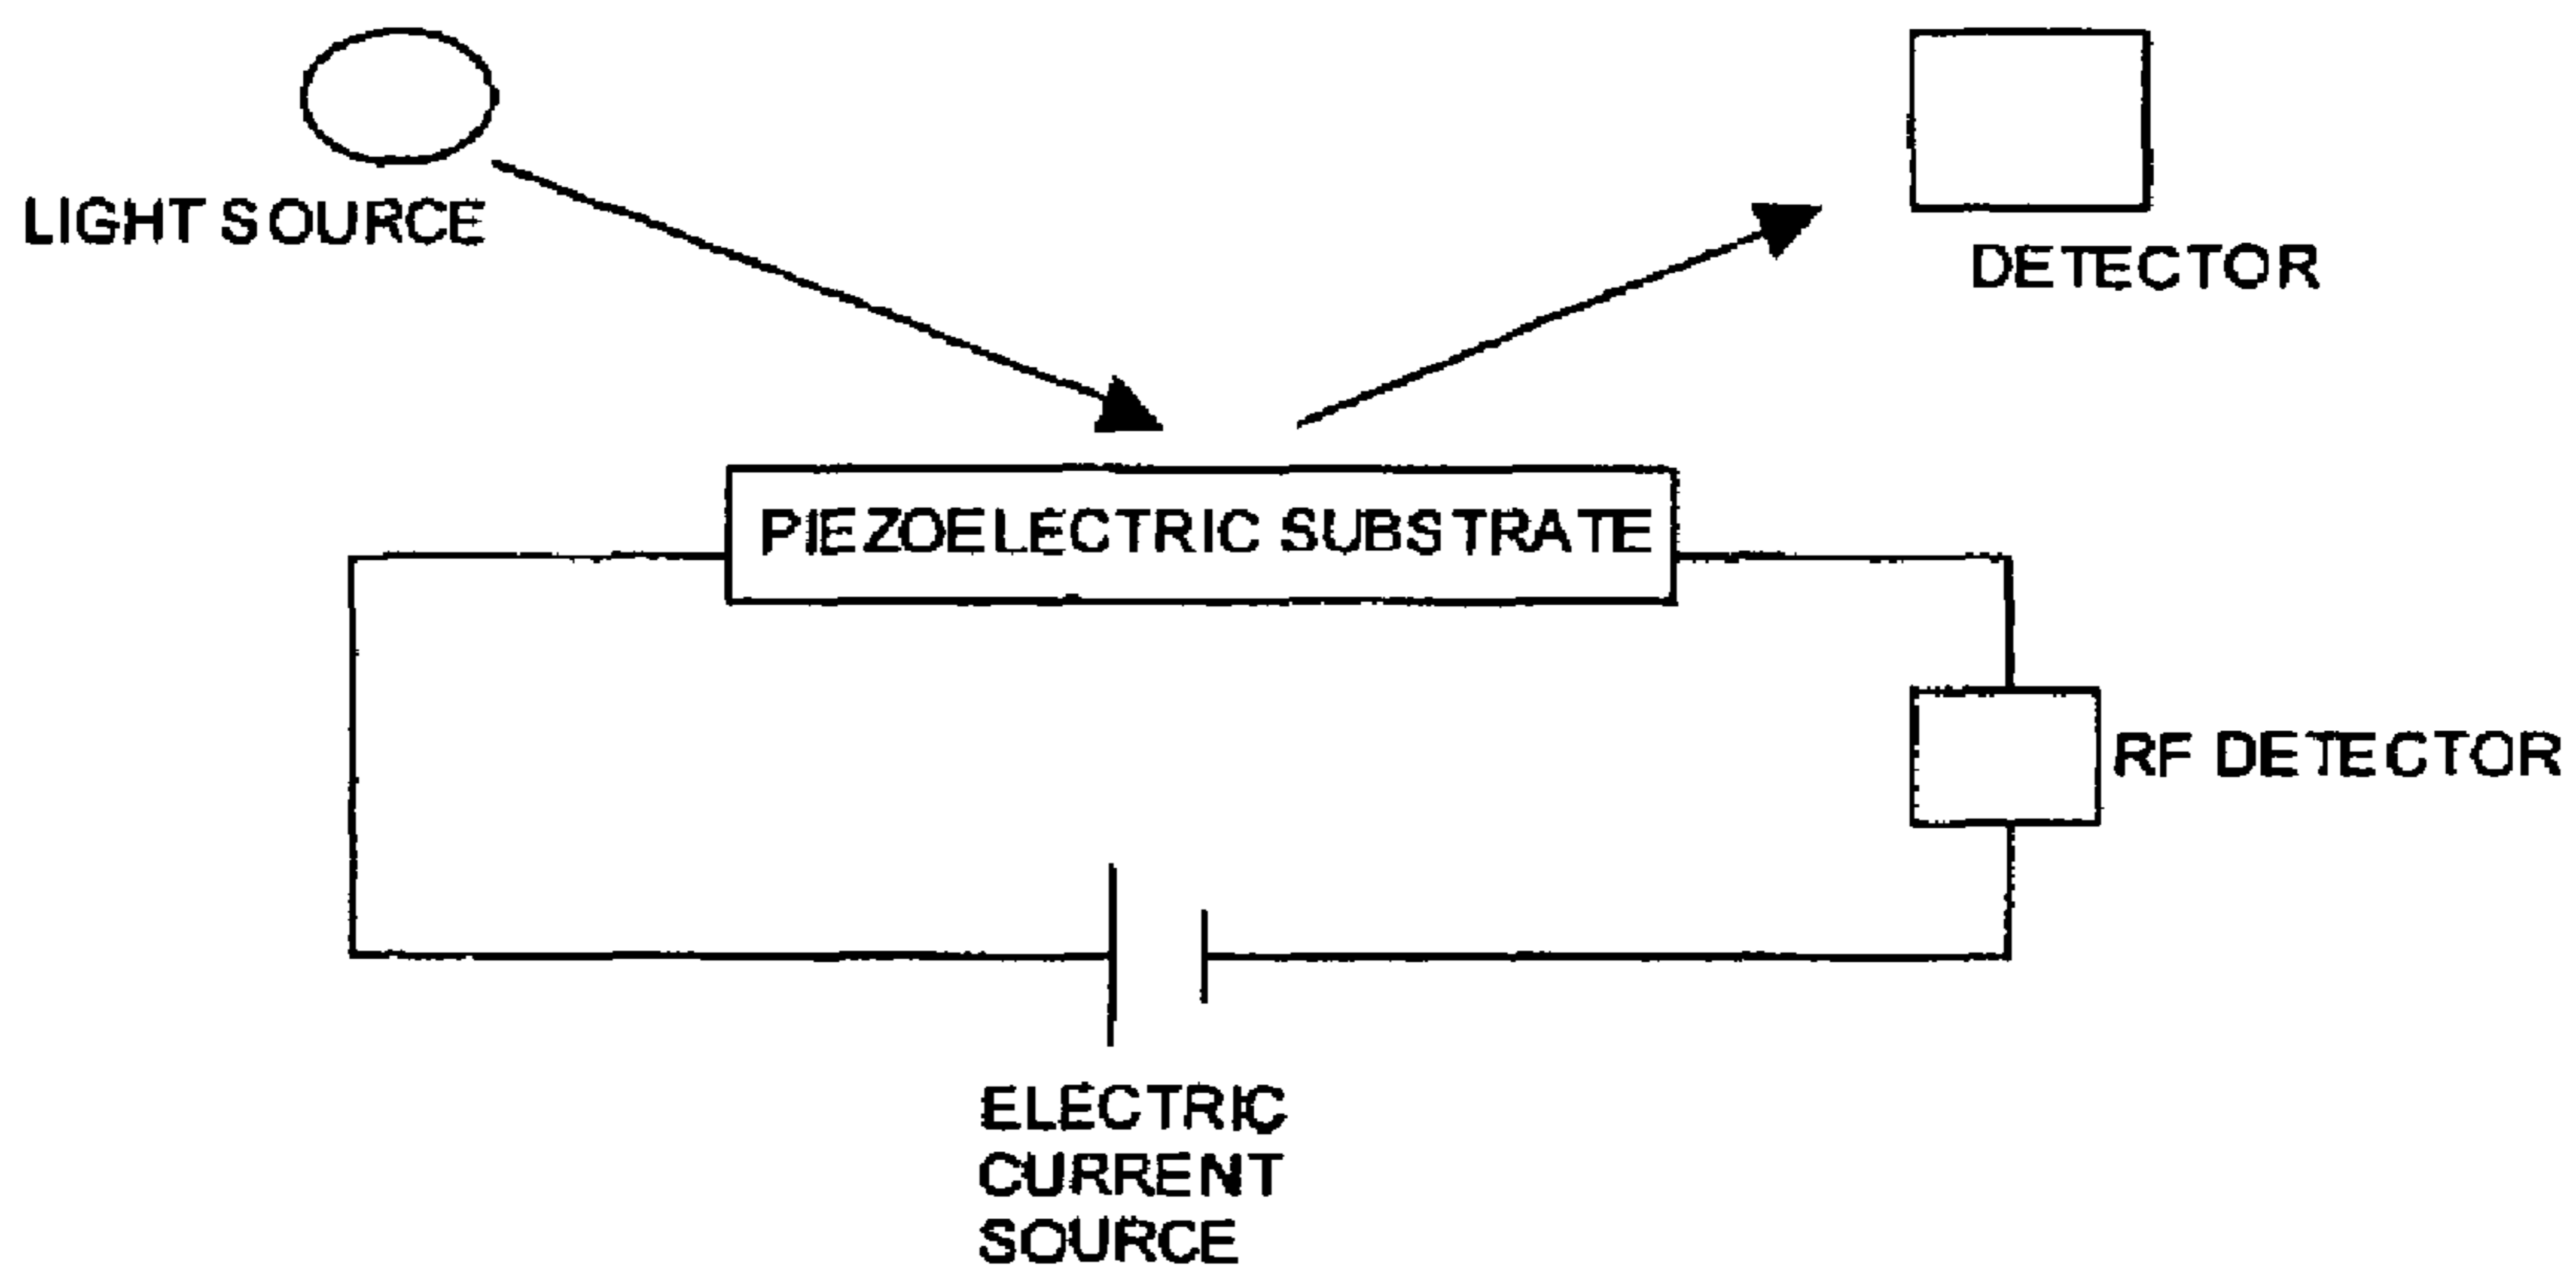 LIGHT SOURCE
DETECTOR
PIEZOELECTRIC SUBSTRATE
RF DETECTOR
ELECTRIC
CURRENT
SOURCE